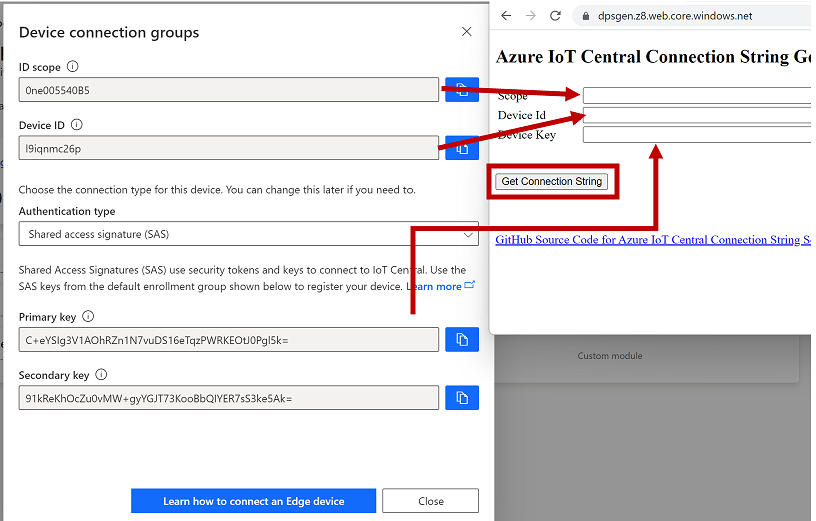 Device connection groups
ID scope
0ne005540B5
Device ID
l9iqnmc26p
Choose the connection type for this device. You can change this later if you need to.
Authentication type
Shared access signature (SAS)
Shared Access Signatures (SAS) use security tokens and keys to connect to IoT Central. Use the
SAS keys from the default enrollment group shown below to register your device. Learn more
Primary key
C+eYSIg3V1AOhRZn1N7vuDS16eTqzPWRKEOtJ0PgI5k=
Secondary key
91kReKhOcZu0vMW+gyYGJT73KooBbQIYER7sS3ke5Ak=
Learn how to connect an Edge device
Close
dpsgen.z8.web.core.windows.net
Azure IoT Central Connection String Ge
Scope
Device Id
Device Key
Get Connection String
GitHub Source Code for Azure IoT Central Connection String S
Custom module